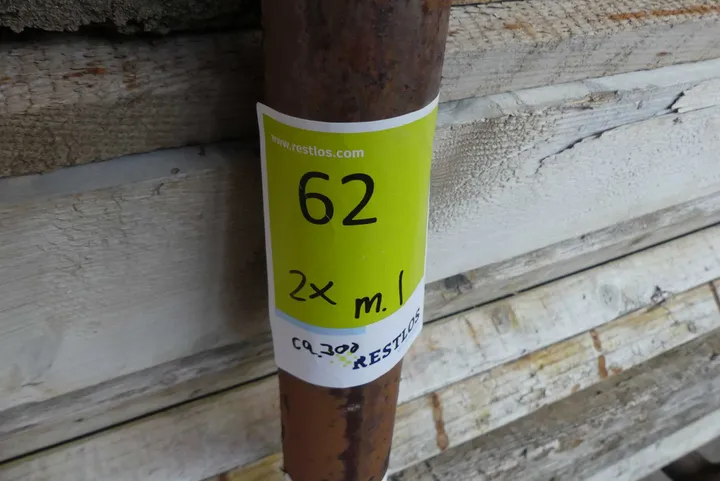 www.restlos.com
62
2x m. 1
ca. 300
RESTLOS